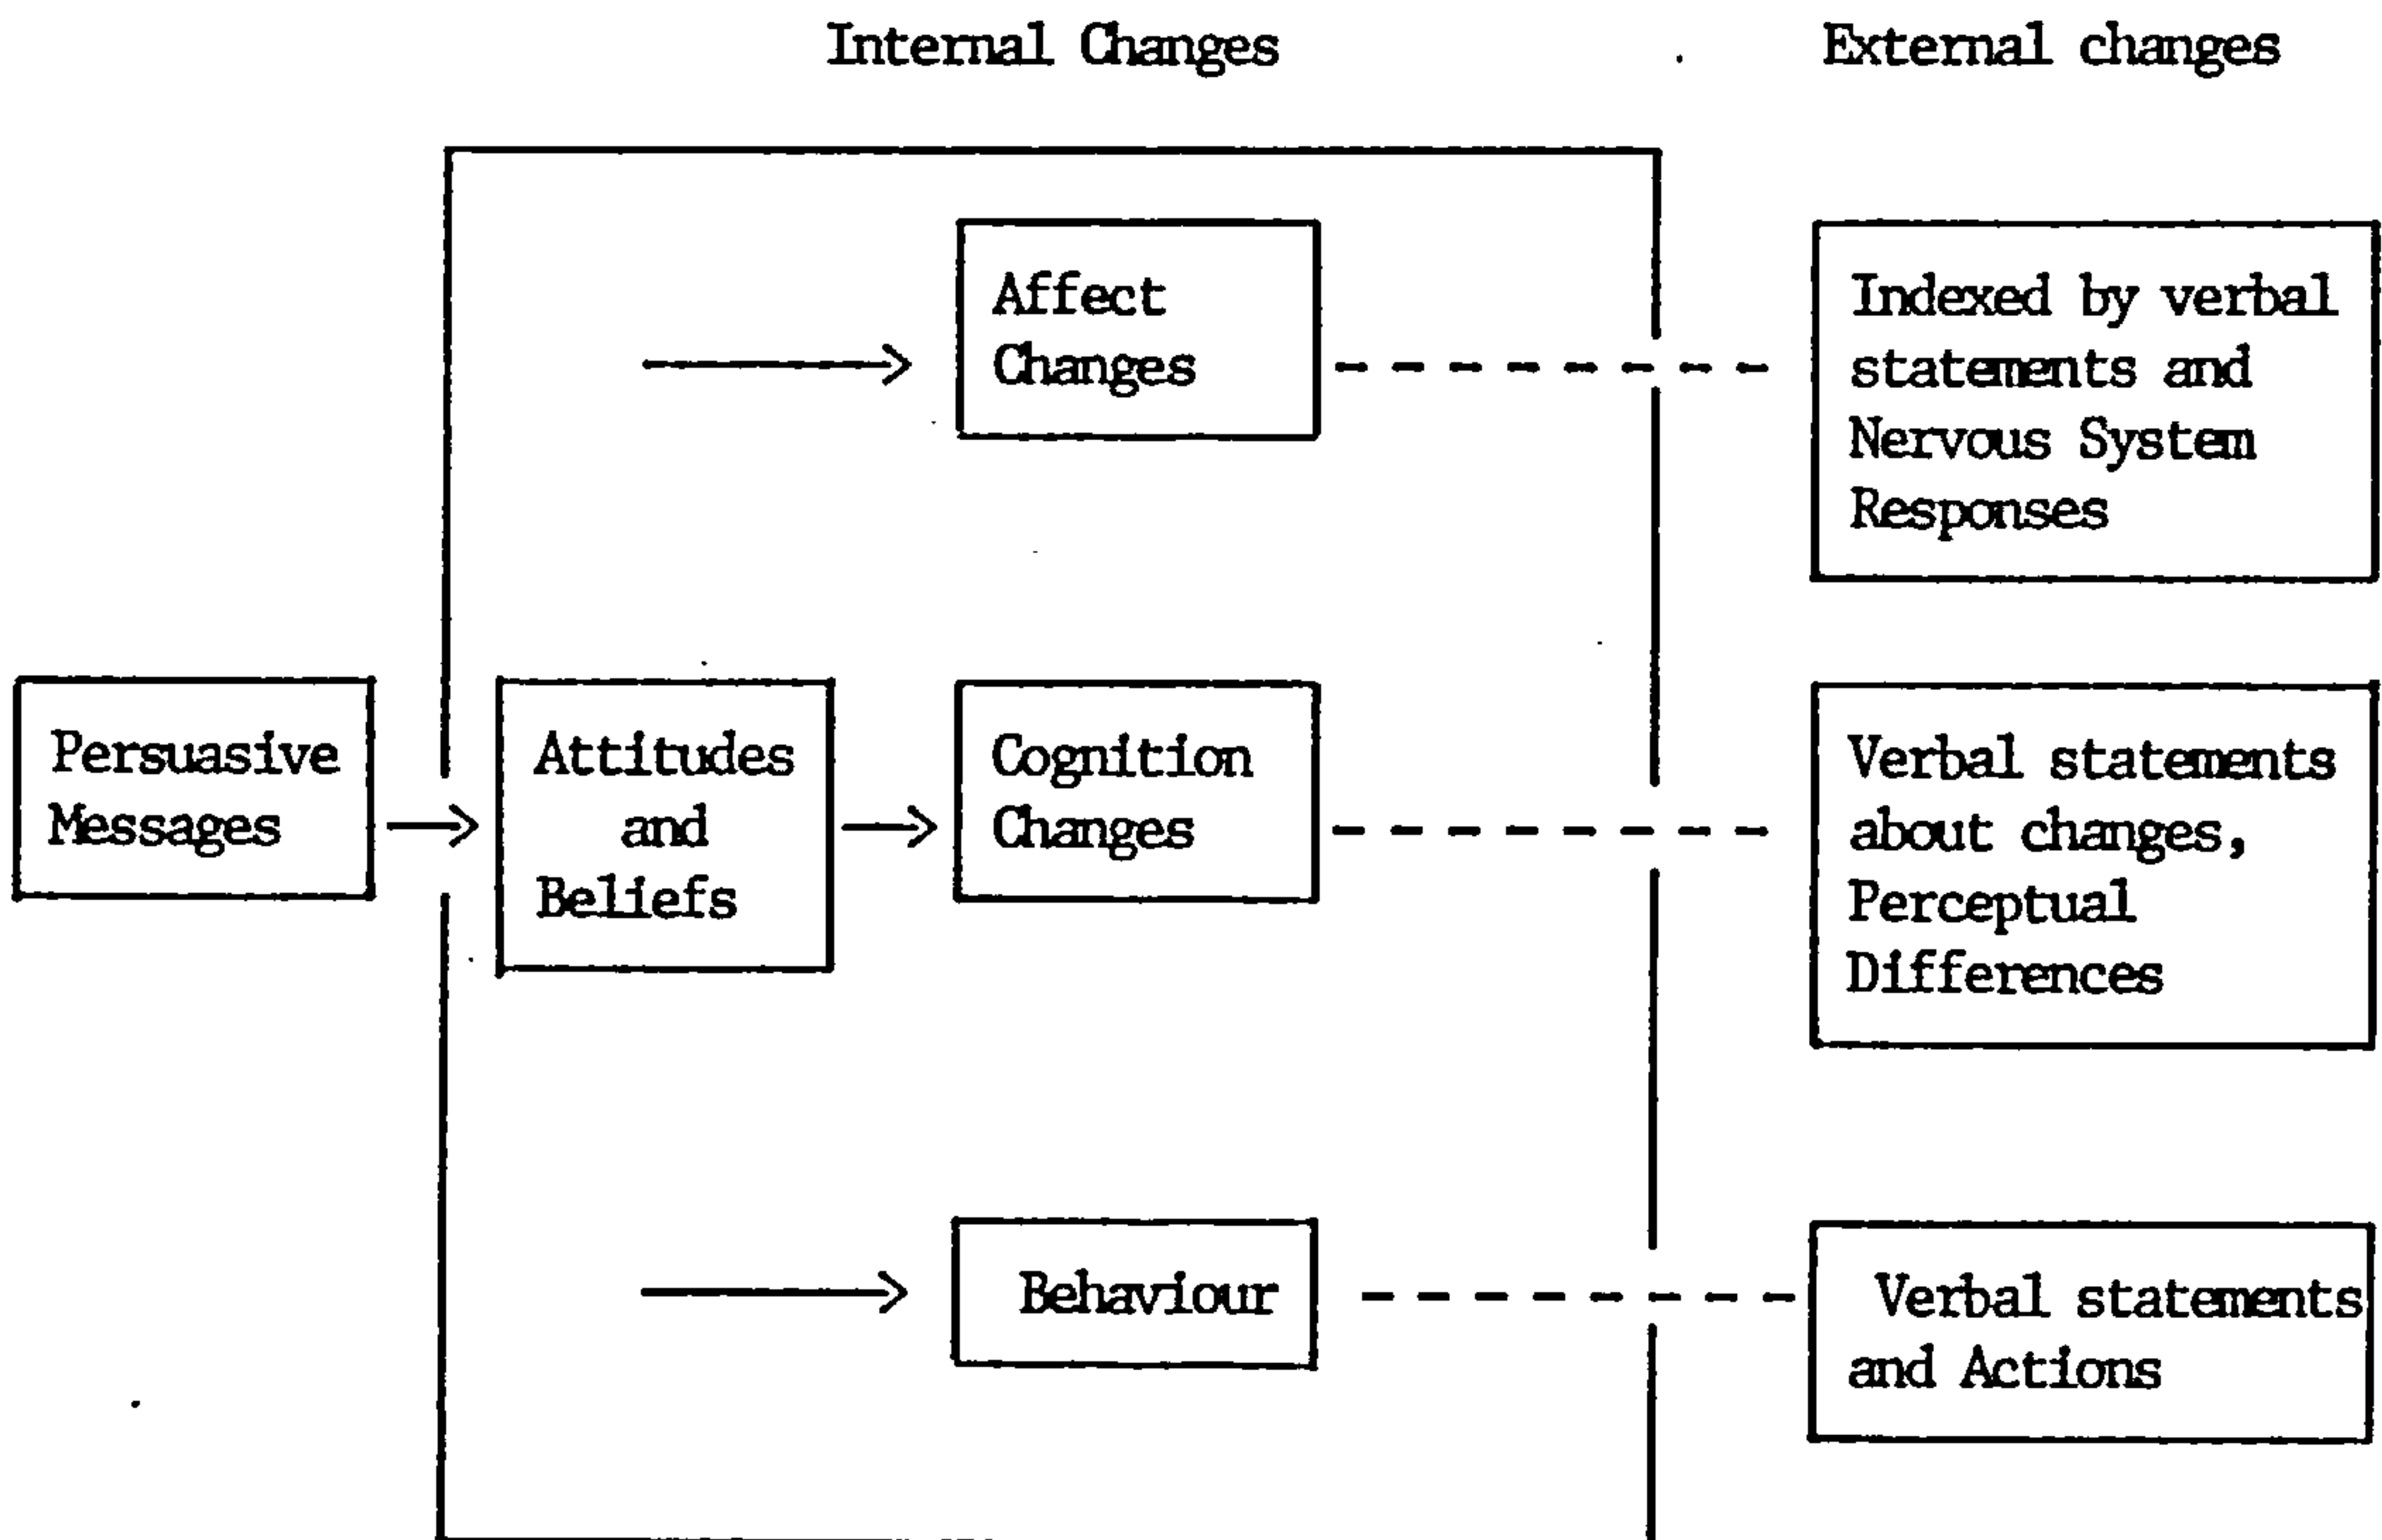 Internal Changes
External changes
Affect
Changes
Indexed by verbal
statements and
Nervous System
Responses
Persuasive
Messages
Attitudes
and
Beliefs
Cognition
Changes
Verbal statements
about changes,
Perceptual
Differences
Behaviour
Verbal statements
and Actions